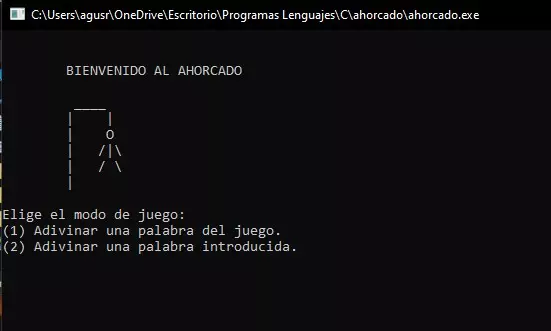 C:\Users\agusr\OneDrive\Escritorio\Programas Lenguajes\C\ahorcado\ahorcado.exe
BIENVENIDO AL AHORCADO
 ____
|    |
|    O
|   /|\
|   / \
|
Elige el modo de juego:
(1) Adivinar una palabra del juego.
(2) Adivinar una palabra introducida.